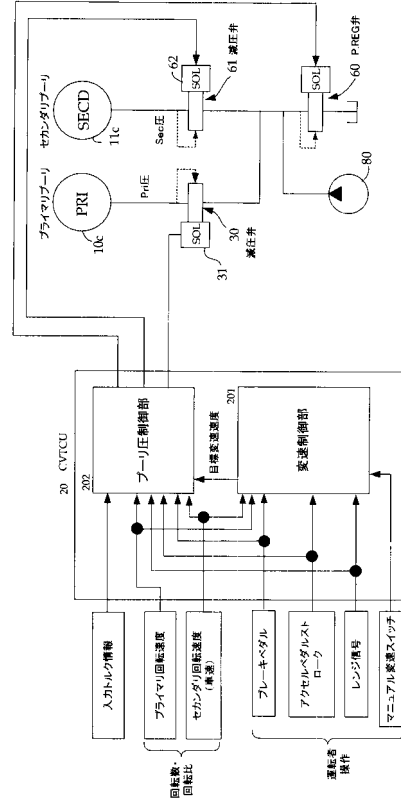 20 CVTCU
202
プーリ圧制御部
目標変速速度
201
変速制御部
入力トルク情報
プライマリ回転速度
セカンダリ回転速度
(車速)
回転数・
回転比
ブレーキペダル
アクセルペダルスト
ローク
レンジ信号
マニュアル変速スイッチ
運転者
操作
プライマリプーリ
PRI
10c
セカンダリプーリ
SECD
11c
Pri圧
Sec圧
SOL
31
30
減圧弁
SOL
62
61 減圧弁
SOL
60
P.REG弁
80